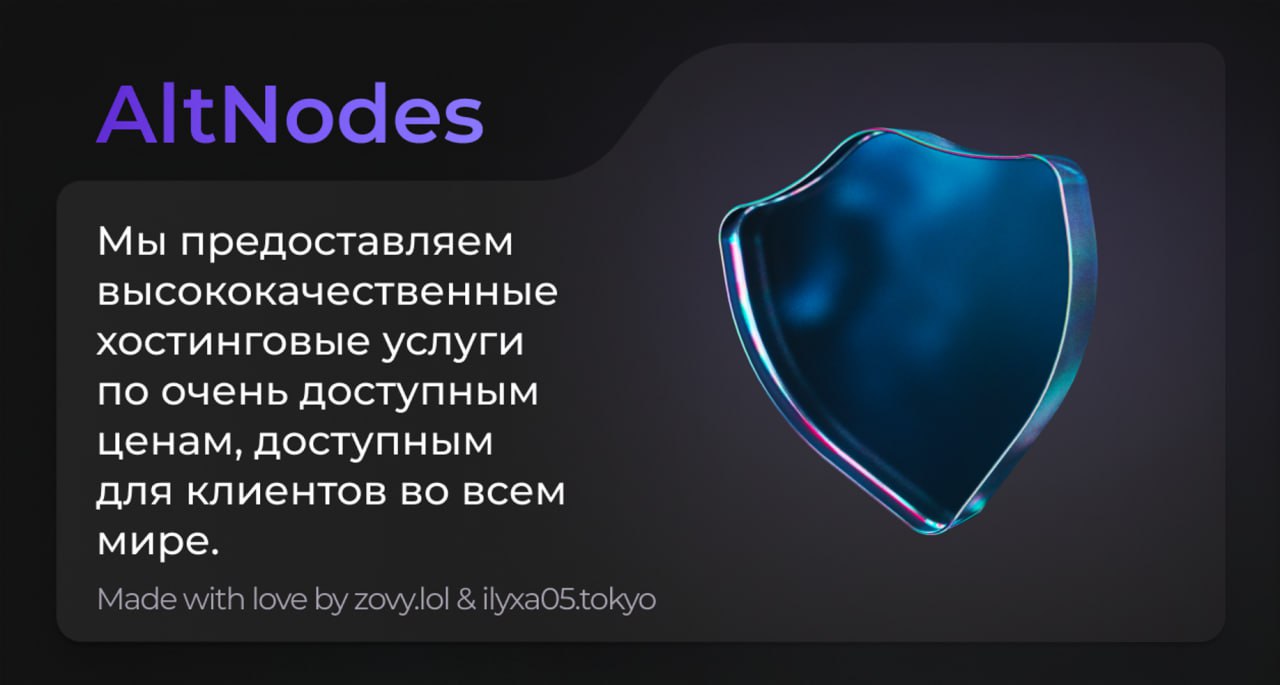 AltNodes
Мы предоставляем
высококачественные
хостинговые услуги
по очень доступным
ценам, доступным
для клиентов во всем
мире.
Made with love by zovy.lol & ilyxa05.tokyo